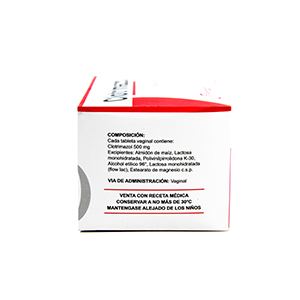 COMPOSICIÓN:
Cada tableta vaginal contiene:
Clotrimazol 500 mg
Excipientes: Almidón de maíz, Lactosa
monohidratada, Polivinilpirrolidona K-30,
Alcohol etílico 96°, Lactosa monohidratada
(flow lac), Estearato de magnesio c.s.p.
VIA DE ADMINISTRACIÓN: Vaginal
VENTA CON RECETA MÉDICA
CONSERVAR A NO MÁS DE 30°C
MANTENGASE ALEJADO DE LOS NIÑOS